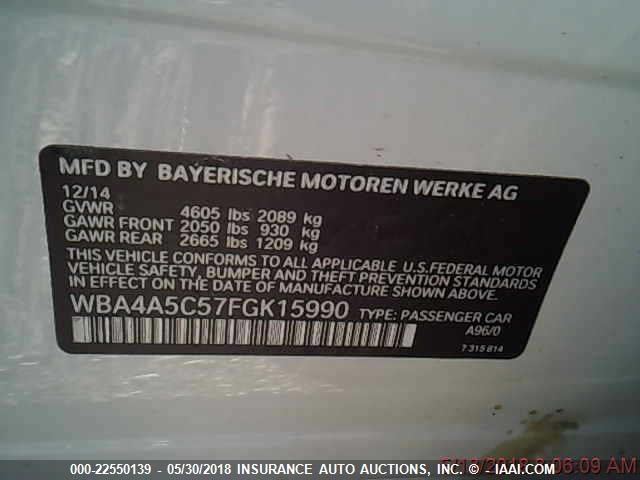 MFD BY BAYERISCHE MOTOREN WERKE AG
12/14
GVWR 4605 lbs 2089 kg
GAWR FRONT 2050 lbs 930 kg
GAWR REAR 2665 lbs 1209 kg
THIS VEHICLE CONFORMS TO ALL APPLICABLE U.S.FEDERAL MOTOR
VEHICLE SAFETY, BUMPER AND THEFT PREVENTION STANDARDS
IN EFFECT ON THE DATE OF MANUFACTURE SHOWN ABOVE.
WBA4A5C57FGK15990 TYPE: PASSENGER CAR
A96/0
7 315 814
2018 8:06:09 AM
000-22550139 - 05/30/2018 INSURANCE AUTO AUCTIONS, INC. © - IAAI.COM